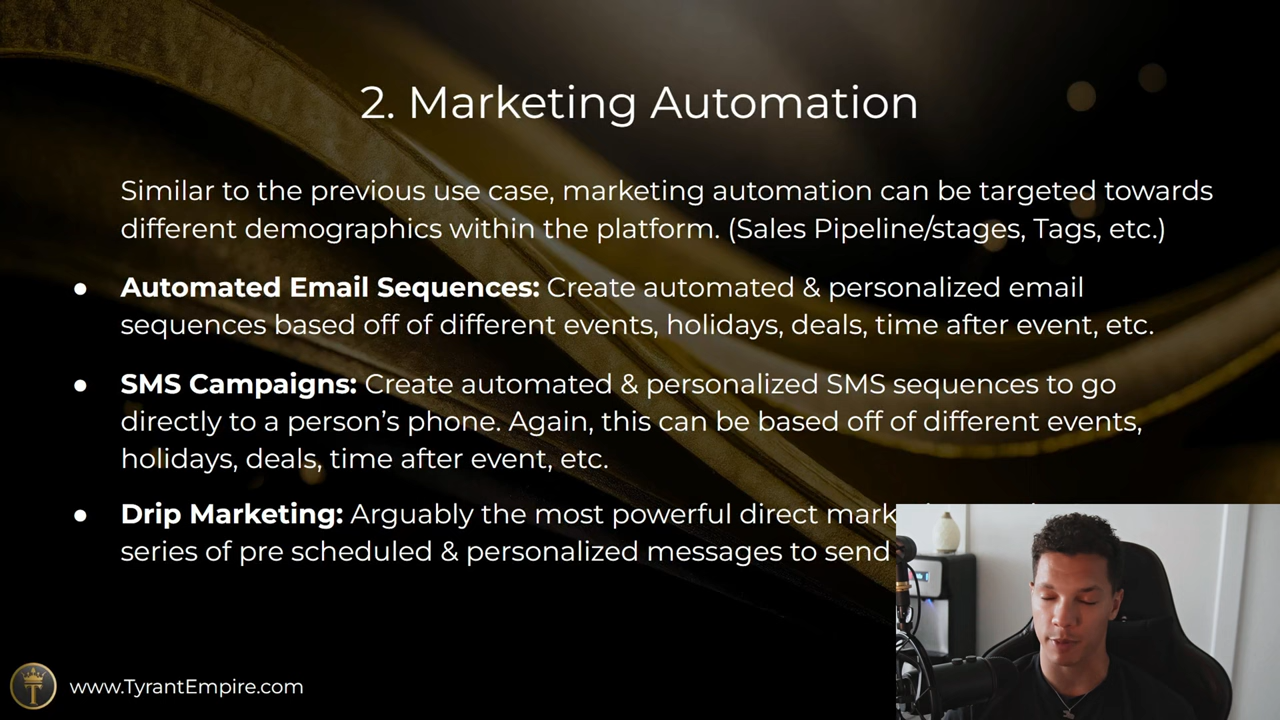 2. Marketing Automation
Similar to the previous use case, marketing automation can be targeted towards
different demographics within the platform. (Sales Pipeline/stages, Tags, etc.)
● Automated Email Sequences: Create automated & personalized email
sequences based off of different events, holidays, deals, time after event, etc.
● SMS Campaigns: Create automated & personalized SMS sequences to go
directly to a person’s phone. Again, this can be based off of different events,
holidays, deals, time after event, etc.
● Drip Marketing: Arguably the most powerful direct
series of pre scheduled & personalized messages to send
T
www.TyrantEmpire.com